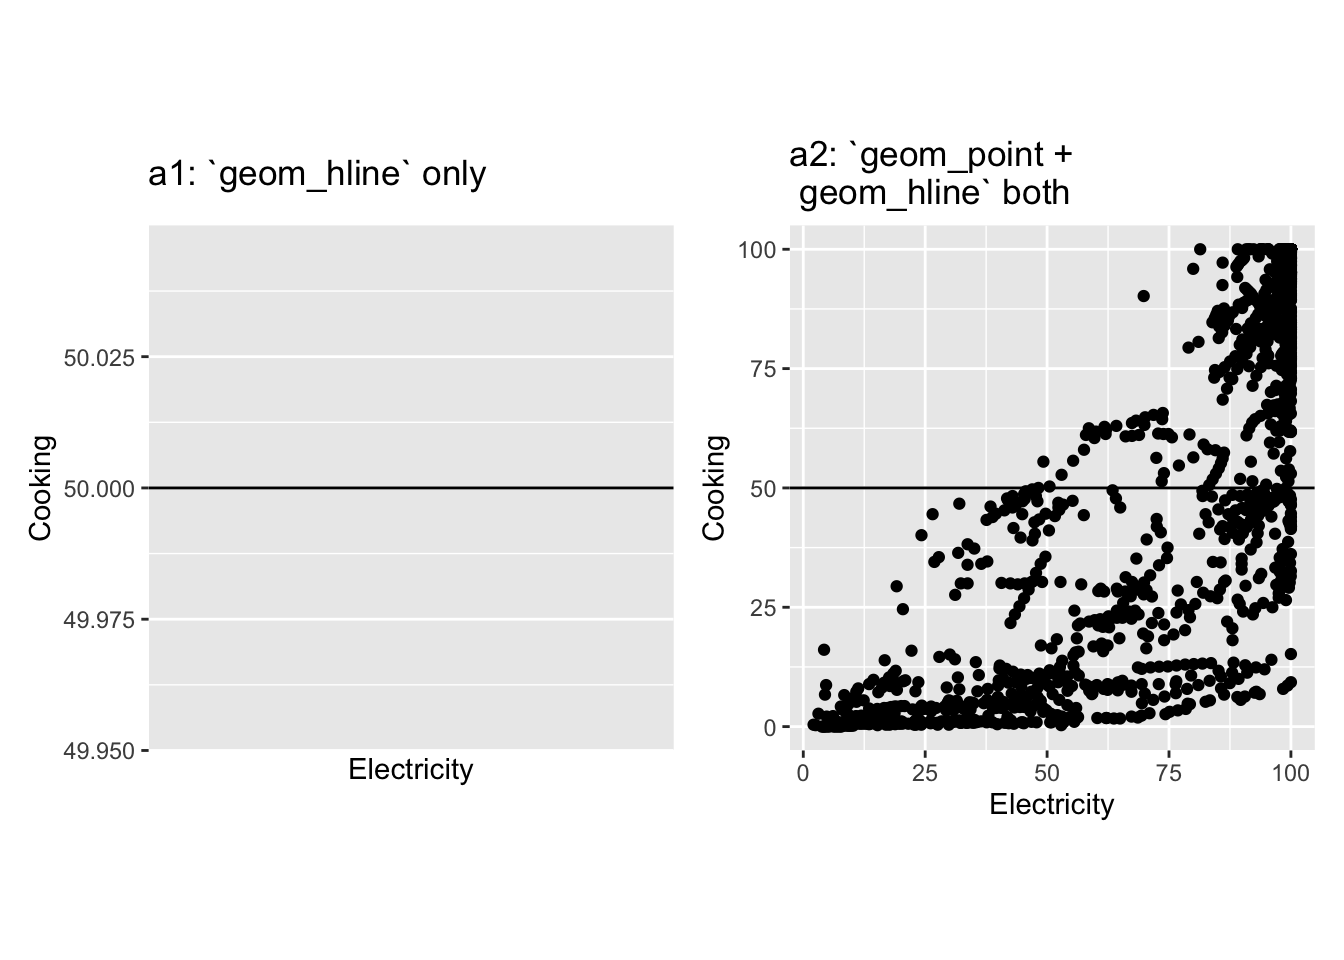 a1: `geom_hline` only
50.025
50.000
49.975
49.950
Cooking
Electricity
a2: `geom_point +
geom_hline` both
100
75
50
25
0
Cooking
0 25 50 75 100
Electricity